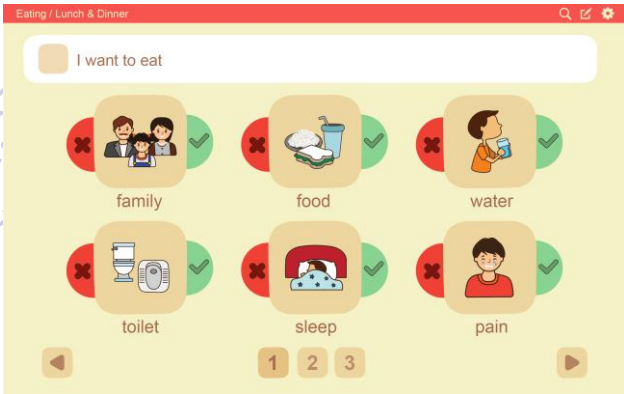 Eating / Lunch & Dinner
I want to eat
family food water
toilet sleep pain
1 2 3